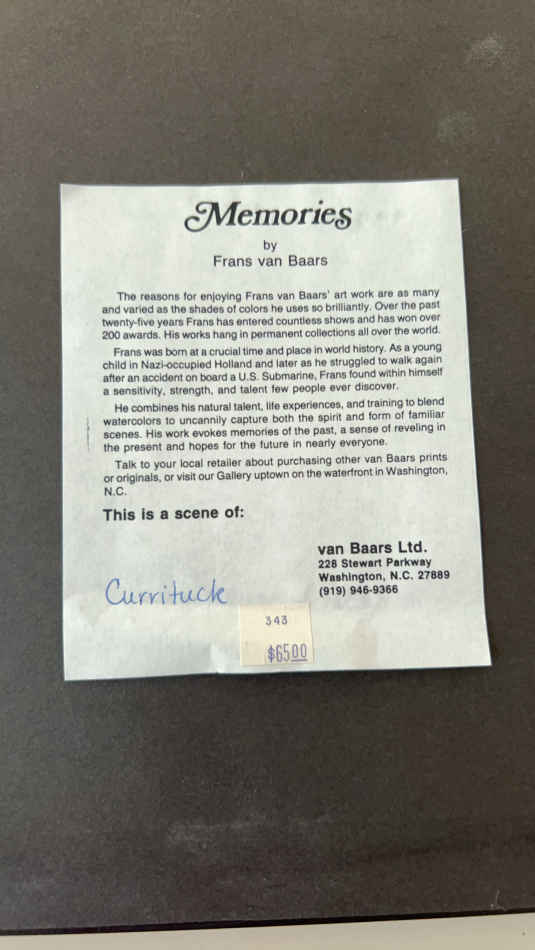 Memories
by
Frans van Baars
The reasons for enjoying Frans van Baars' art work are as many
and varied as the shades of colors he uses so brilliantly. Over the past
twenty-five years Frans has entered countless shows and has won over
200 awards. His works hang in permanent collections all over the world.
Frans was born at a crucial time and place in world history. As a young
child in Nazi-occupied Holland and later as he struggled to walk again
after an accident on board a U.S. Submarine, Frans found within himself
a sensitivity, strength, and talent few people ever discover.
He combines his natural talent, life experiences, and training to blend
watercolors to uncannily capture both the spirit and form of familiar
scenes. His work evokes memories of the past, a sense of reveling in
the present and hopes for the future in nearly everyone.
Talk to your local retailer about purchasing other van Baars prints
or originals, or visit our Gallery uptown on the waterfront in Washington,
N.C.
This is a scene of:
van Baars Ltd.
228 Stewart Parkway
Washington, N.C. 27889
(919) 946-9366
Currituck
343
$6500